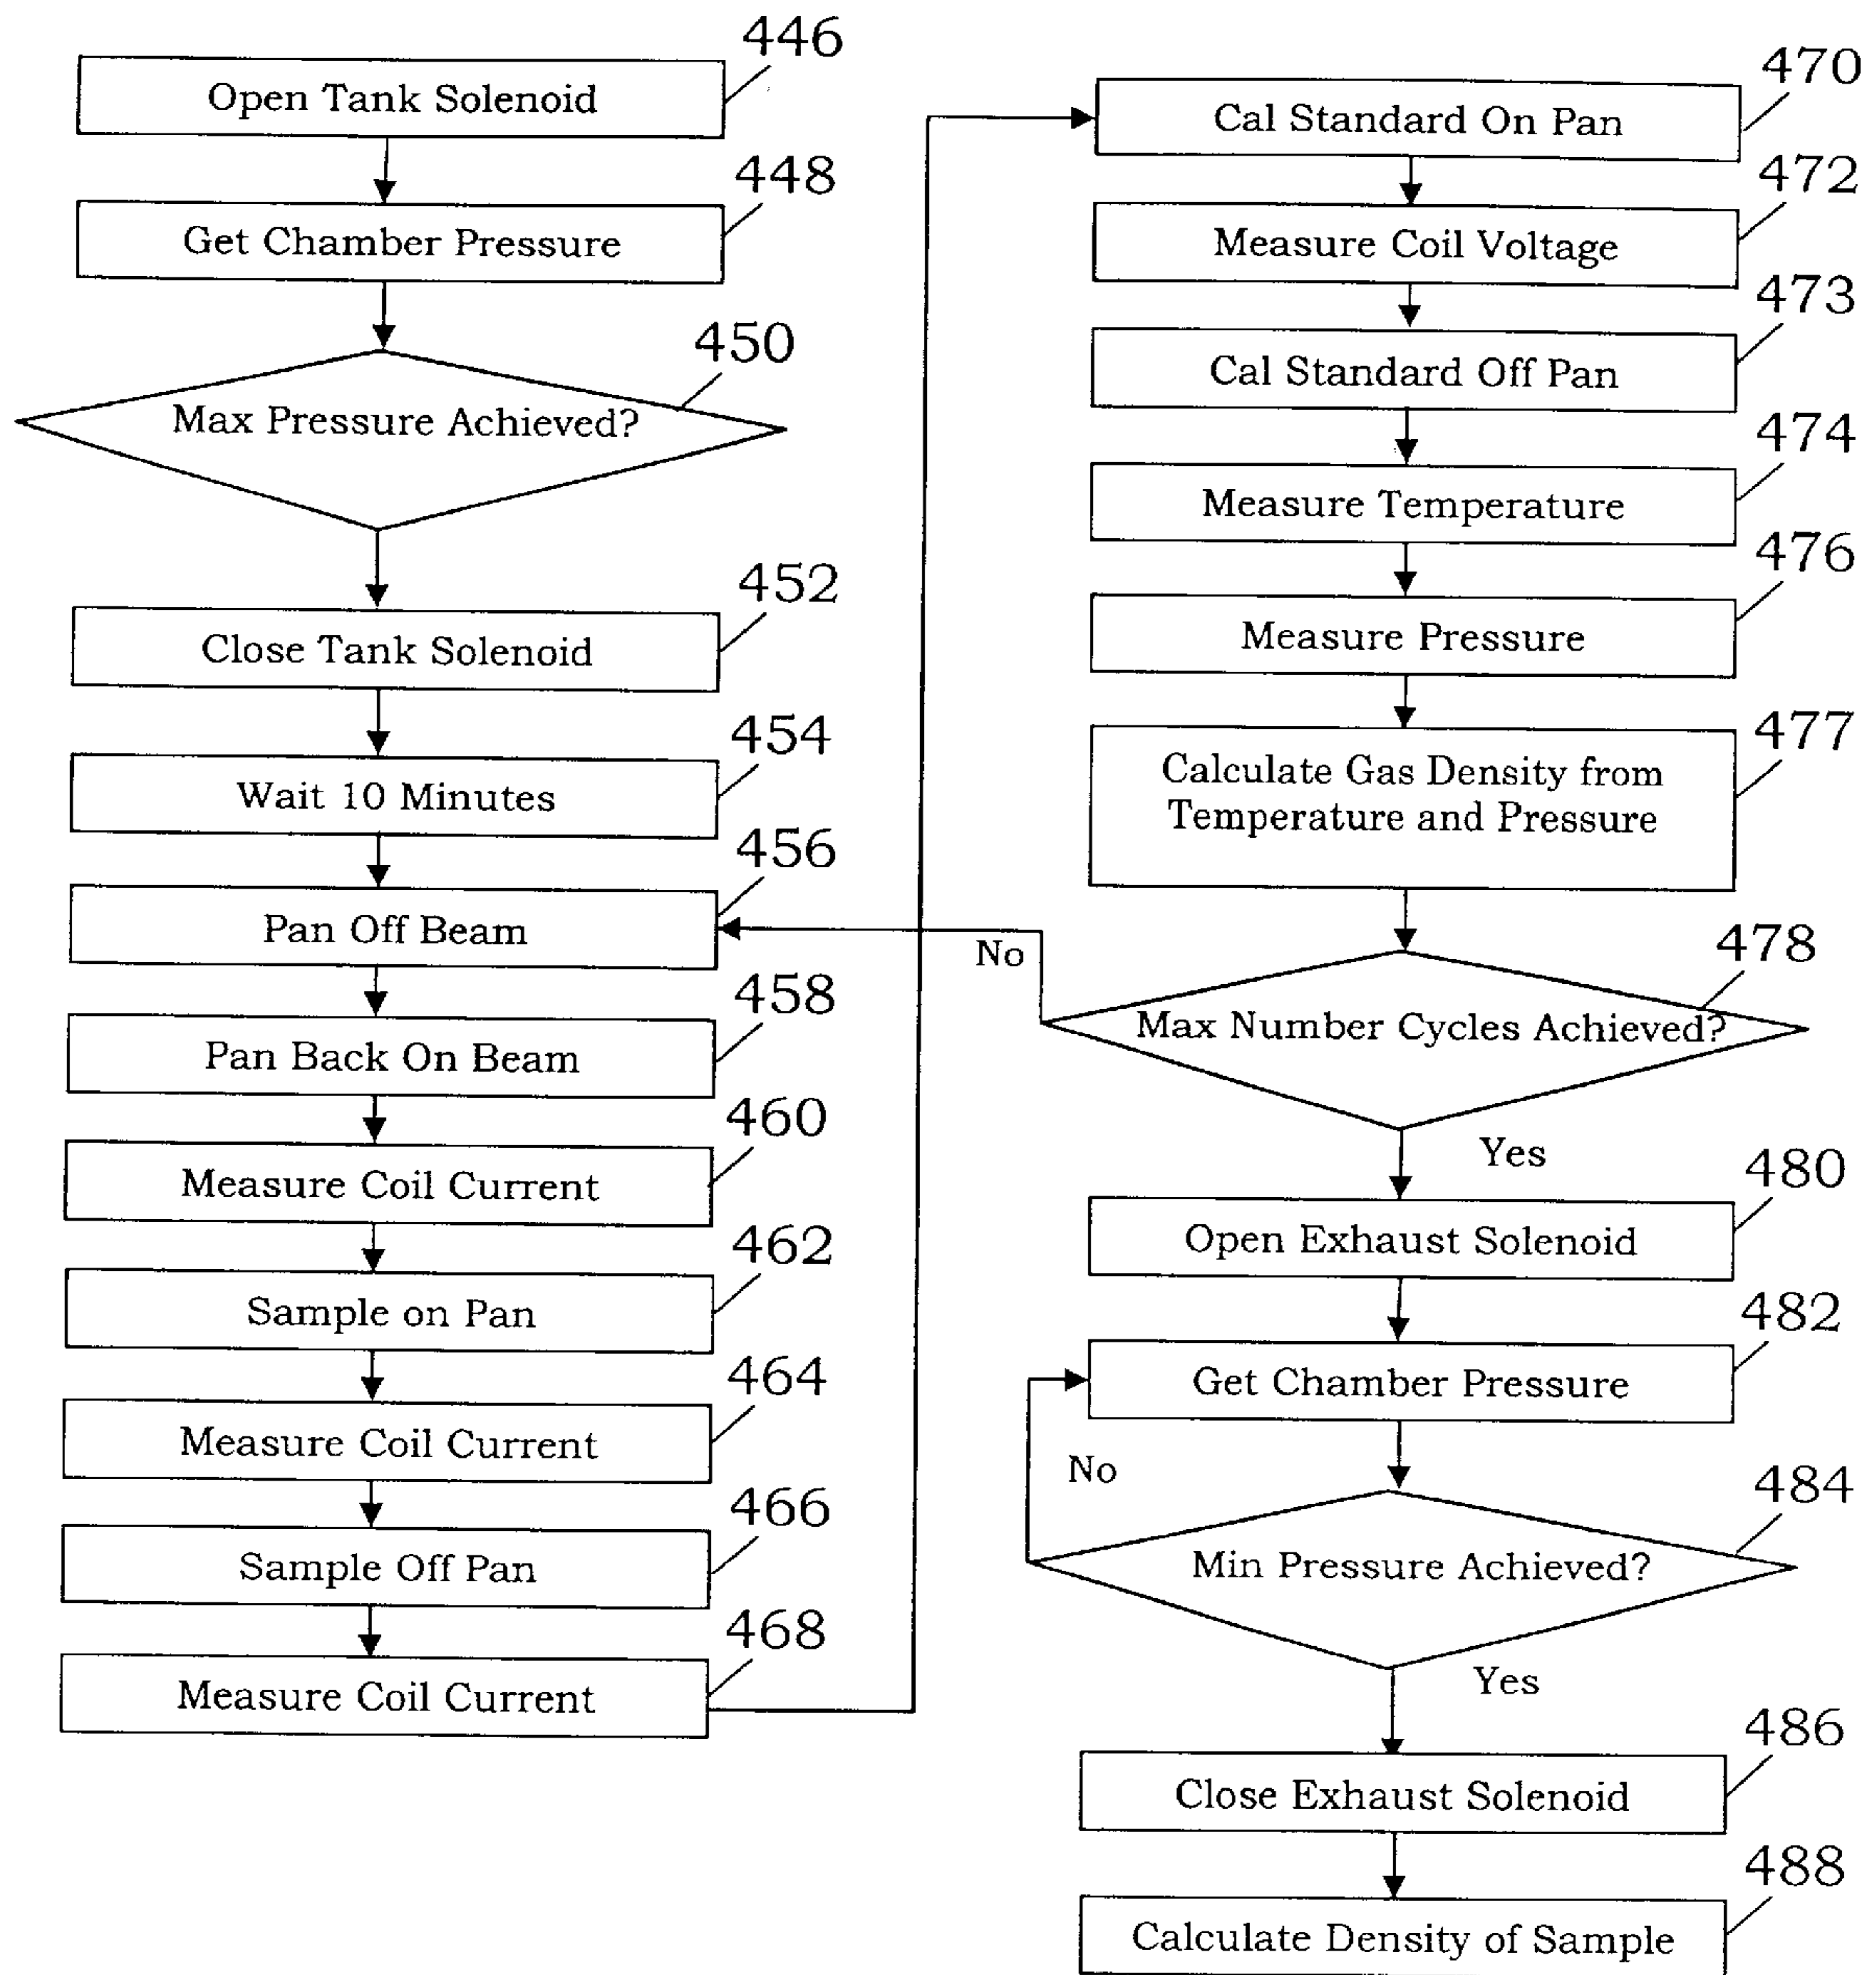 446
Open Tank Solenoid
448
Get Chamber Pressure
450
Max Pressure Achieved?
452
Close Tank Solenoid
454
Wait 10 Minutes
456
Pan Off Beam
458
Pan Back On Beam
460
Measure Coil Current
462
Sample on Pan
464
Measure Coil Current
466
Sample Off Pan
468
Measure Coil Current
470
Cal Standard On Pan
472
Measure Coil Voltage
473
Cal Standard Off Pan
474
Measure Temperature
476
Measure Pressure
477
Calculate Gas Density from
Temperature and Pressure
478
No
Max Number Cycles Achieved?
Yes
480
Open Exhaust Solenoid
482
Get Chamber Pressure
No
484
Min Pressure Achieved?
Yes
486
Close Exhaust Solenoid
488
Calculate Density of Sample